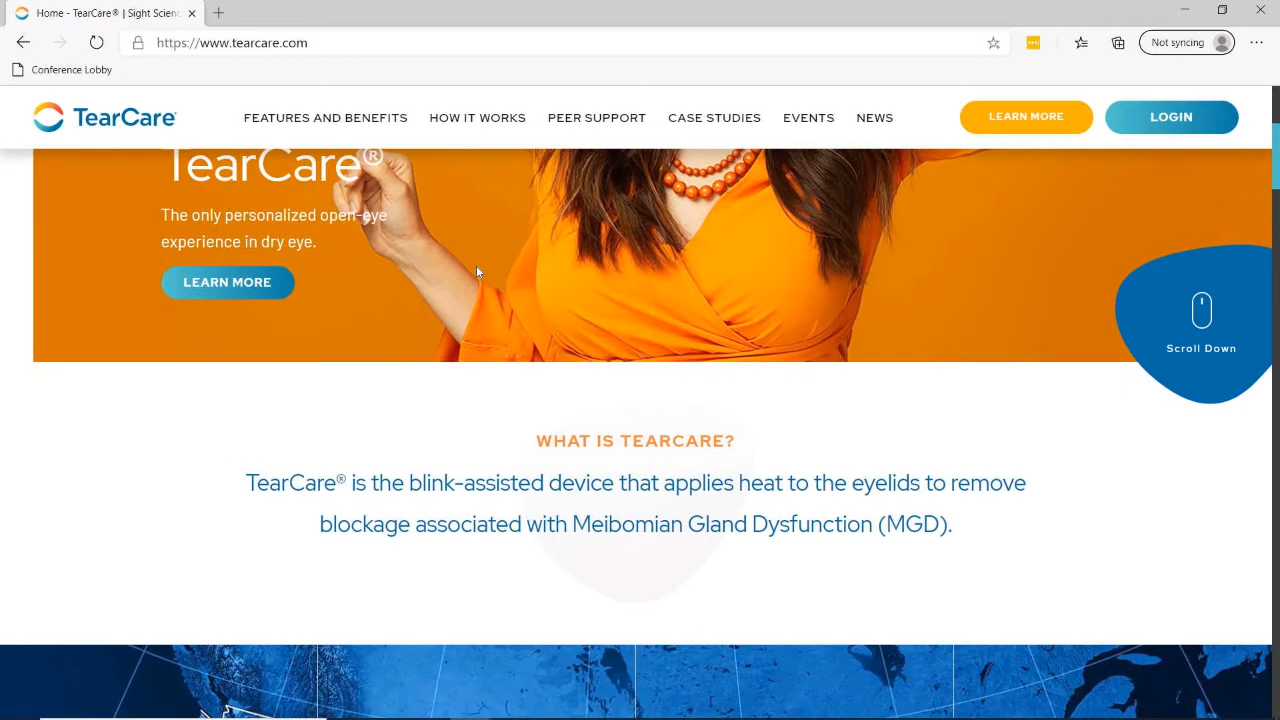 Home - TearCare® | Sight Scienc
https://www.tearcare.com
Not syncing
Conference Lobby
TearCare
FEATURES AND BENEFITS
HOW IT WORKS
PEER SUPPORT
CASE STUDIES
EVENTS
NEWS
LEARN MORE
LOGIN
TearCare®
The only personalized open-eye
experience in dry eye.
LEARN MORE
Scroll Down
WHAT IS TEARCARE?
TearCare® is the blink-assisted device that applies heat to the eyelids to remove
blockage associated with Meibomian Gland Dysfunction (MGD).